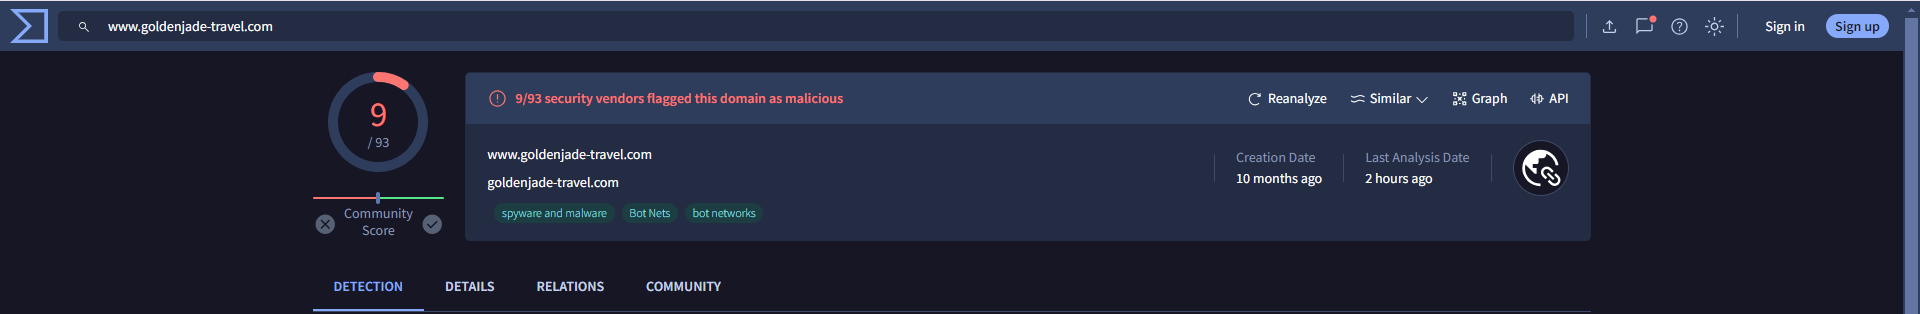 www.goldenjade-travel.com
Sign in
Sign up
9
/ 93
Community
Score
9/93 security vendors flagged this domain as malicious
Reanalyze
Similar
Graph
API
www.goldenjade-travel.com
goldenjade-travel.com
spyware and malware
Bot Nets
bot networks
Creation Date
10 months ago
Last Analysis Date
2 hours ago
DETECTION
DETAILS
RELATIONS
COMMUNITY